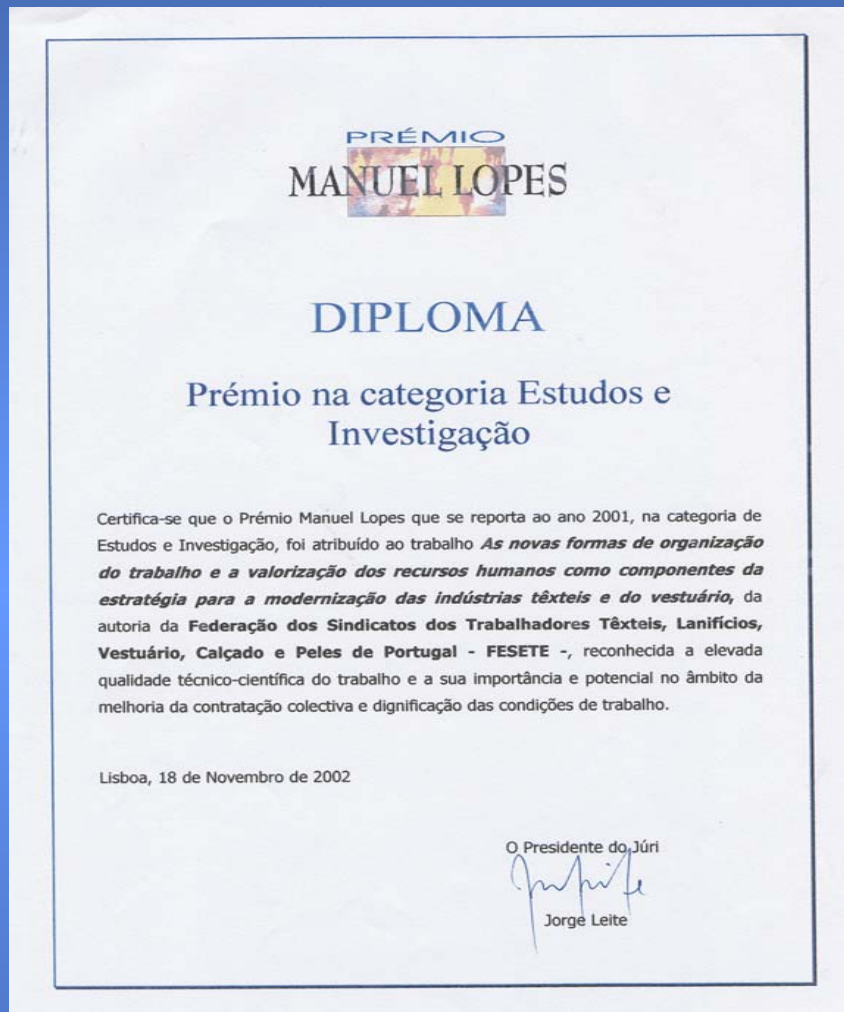 PRÉMIO
MANUEL LOPES
DIPLOMA
Prémio na categoria Estudos e
Investigação
Certifica-se que o Prémio Manuel Lopes que se reporta ao ano 2001, na categoria de
Estudos e Investigação, foi atribuído ao trabalho As novas formas de organização
do trabalho e a valorização dos recursos humanos como componentes da
estratégia para a modernização das indústrias têxteis e do vestuário, da
autoria da Federação dos Sindicatos dos Trabalhadores Têxteis, Lanifícios,
Vestuário, Calçado e Peles de Portugal - FESETE -, reconhecida a elevada
qualidade técnico-científica do trabalho e a sua importância e potencial no âmbito da
melhoria da contratação colectiva e dignificação das condições de trabalho.
Lisboa, 18 de Novembro de 2002
O Presidente do Júri
Jorge Leite